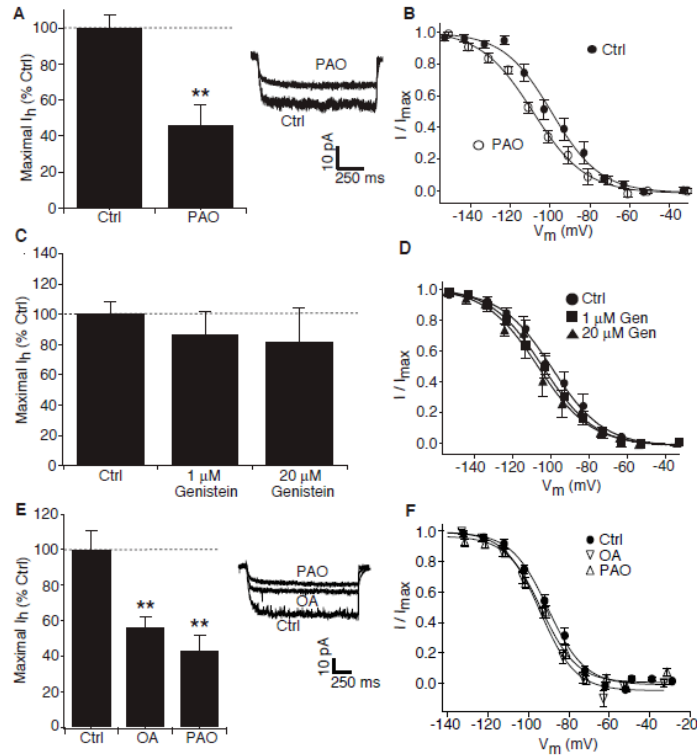 A
Maximal Ih (% Ctrl)
120
100
80
60
40
20
0
**
Ctrl
PAO
PAO
Ctrl
10 pA
250 ms
B
I / Imax
1.0
0.8
0.6
0.4
0.2
0.0
Ctrl
PAO
-140
-120
-100
-80
-60
-40
Vm (mV)
C
Maximal Ih (% Ctrl)
140
120
100
80
60
40
20
0
Ctrl
1 μM
Genistein
20 μM
Genistein
D
I / Imax
1.0
0.8
0.6
0.4
0.2
0.0
Ctrl
1 μM Gen
20 μM Gen
-140
-120
-100
-80
-60
-40
Vm (mV)
E
Maximal Ih (% Ctrl)
120
100
80
60
40
20
0
**
**
Ctrl
OA
PAO
PAO
OA
Ctrl
10 pA
250 ms
F
I / Imax
1.0
0.8
0.6
0.4
0.2
0.0
Ctrl
OA
PAO
-140
-120
-100
-80
-60
-40
-20
Vm (mV)